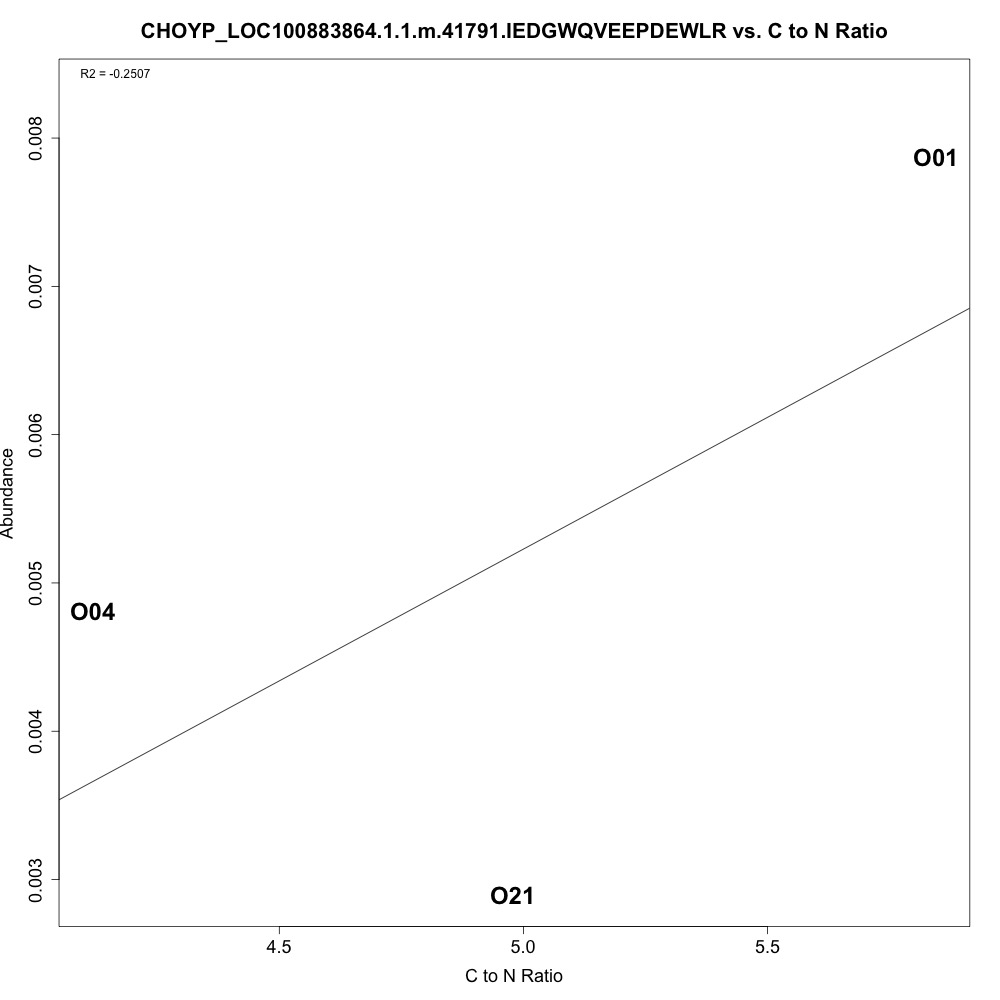 CHOYP_LOC100883864.1.1.m.41791.IEDGWQVEEPDEWLR vs. C to N Ratio
R2 = -0.2507
0.008
O01
0.007
0.006
Abundance
0.005
O04
0.004
0.003
O21
4.5 5.0 5.5
C to N Ratio